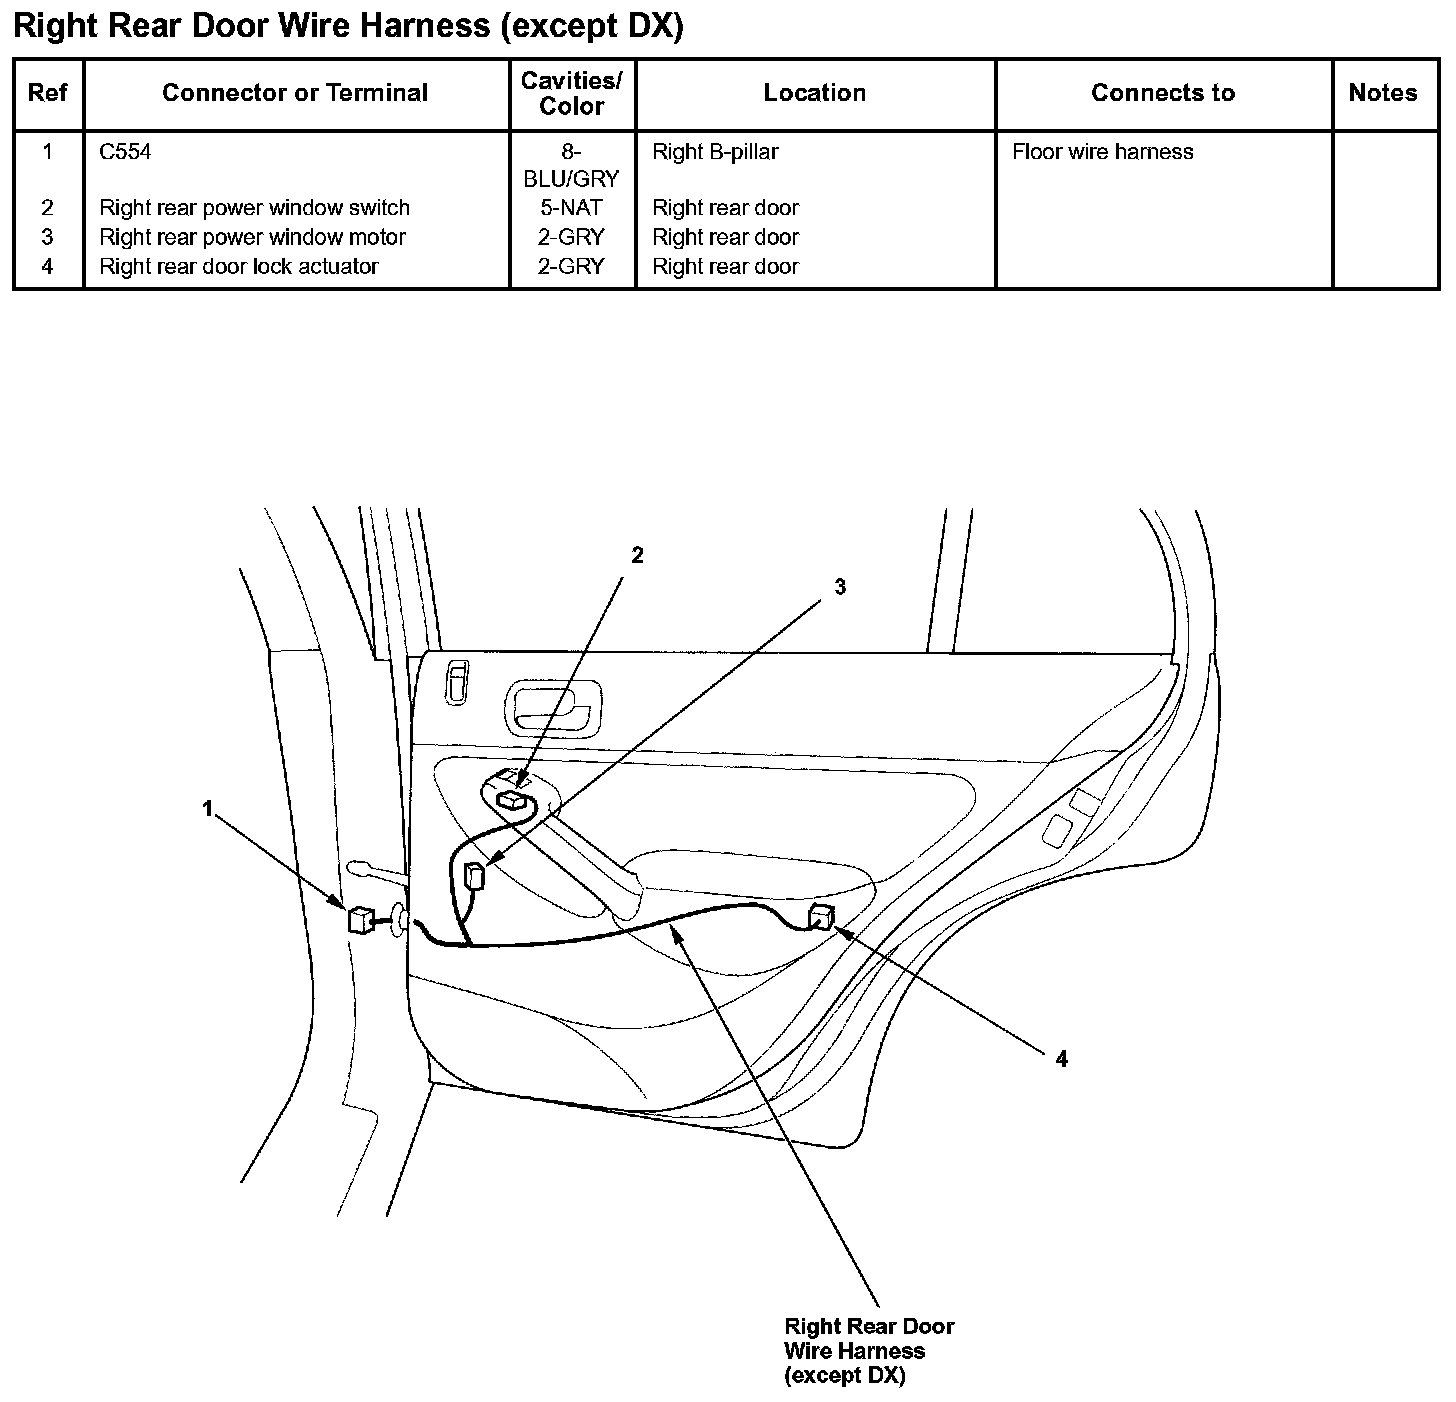 Right Rear Door Wire Harness (except DX)
Ref Connector or Terminal Cavities/ Color Location Connects to Notes
1 C554 8- BLU/GRY Right B-pillar Floor wire harness
2 Right rear power window switch 5-NAT Right rear door
3 Right rear power window motor 2-GRY Right rear door
4 Right rear door lock actuator 2-GRY Right rear door
2
3
1
4
Right Rear Door
Wire Harness
(except DX)